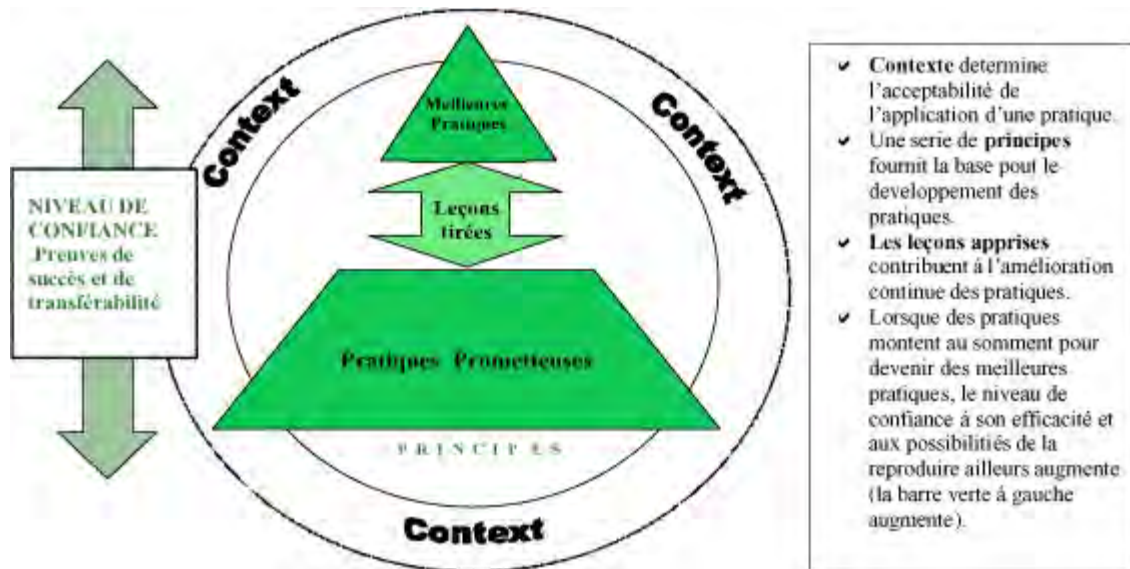 NIVEAU DE
CONFIANCE
Preuves de
succès et de
transférabilité
Context
Context
Meilleures
Pratiques
Leçons
tirées
Pratiques Prometteuses
PRINCIPES
Context
✔ Contexte determine
l'acceptabilité de
l'application d'une pratique.
✔ Une serie de principes
fournit la base pout le
developpement des
pratiques.
✔ Les leçons apprises
contribuent á l'amélioration
continue des pratiques.
✔ Lorsque des pratiques
montent au sommet pour
devenir des meilleures
pratiques, le niveau de
confiance á son efficacité et
aux possibilitiés de la
reproduire ailleurs augmente
(la barre verte á gauche
augmente).